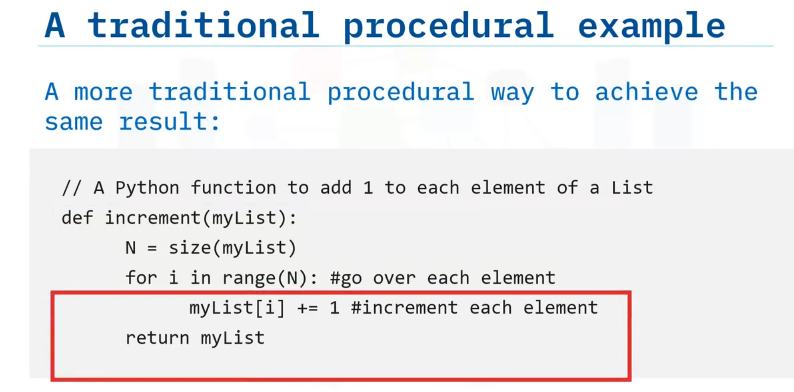 A traditional procedural example
A more traditional procedural way to achieve the
same result:
// A Python function to add 1 to each element of a List
def increment(myList):
N = size(myList)
for i in range(N): #go over each element
myList[i] += 1 #increment each element
return myList